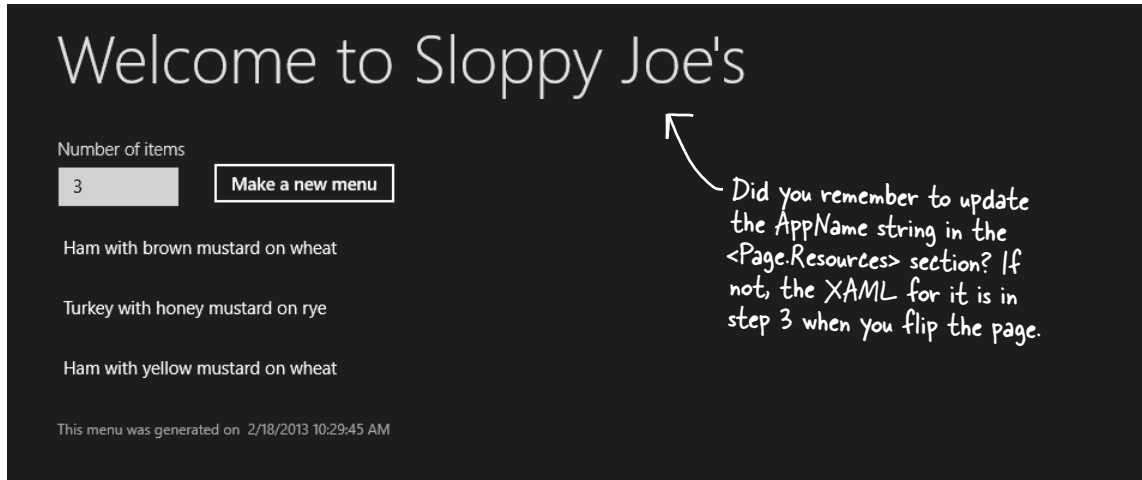 Welcome to Sloppy Joe's
Number of items
3
Make a new menu
Ham with brown mustard on wheat
Turkey with honey mustard on rye
Ham with yellow mustard on wheat
This menu was generated on 2/18/2013 10:29:45 AM
Did you remember to update
the AppName string in the
<Page.Resources> section? If
not, the XAML for it is in
step 3 when you flip the page.